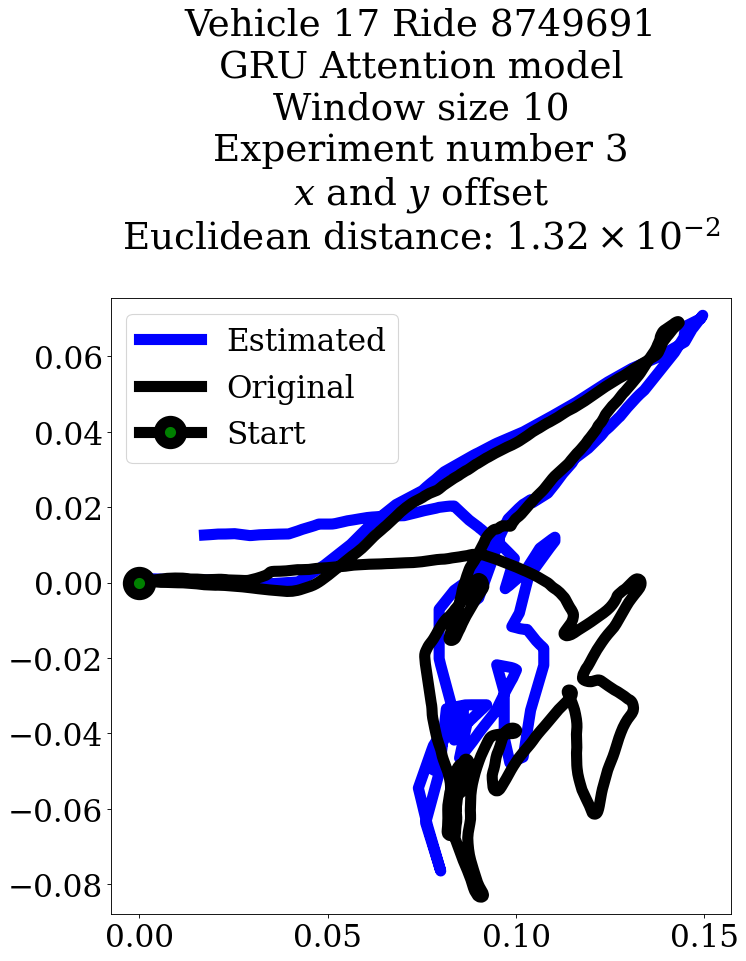 Vehicle 17 Ride 8749691
GRU Attention model
Window size 10
Experiment number 3
x and y offset
Euclidean distance: 1.32 × 10⁻²
Estimated
Original
Start
0.06
0.04
0.02
0.00
−0.02
−0.04
−0.06
−0.08
0.00 0.05 0.10 0.15